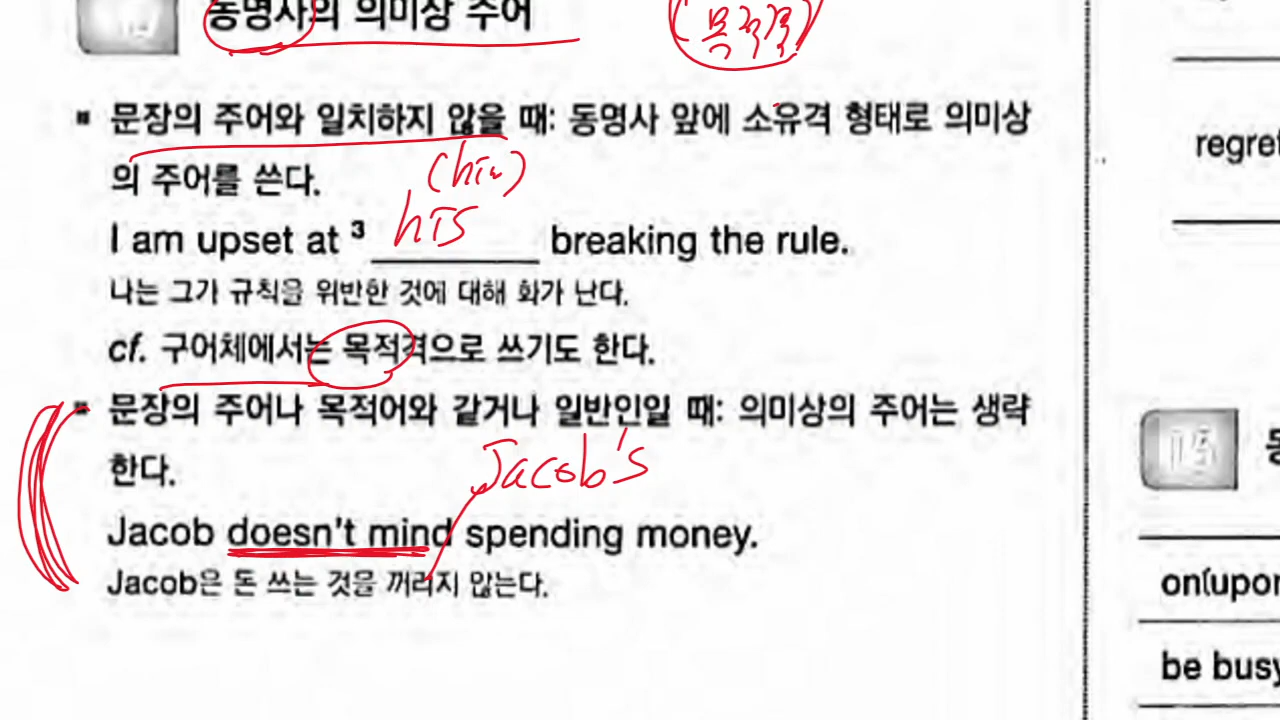 동명사의 의미상 주어
(목적격)
▪ 문장의 주어와 일치하지 않을 때: 동명사 앞에 소유격 형태로 의미상
의 주어를 쓴다.
(him)
his
I am upset at ³ ________ breaking the rule.
나는 그가 규칙을 위반한 것에 대해 화가 난다.
cf. 구어체에서는 목적격으로 쓰기도 한다.
▪ 문장의 주어나 목적어와 같거나 일반인일 때: 의미상의 주어는 생략
한다.
Jacob's
Jacob doesn't mind spending money.
Jacob은 돈 쓰는 것을 꺼려지 않는다.
regret
15
on(upon
be busy